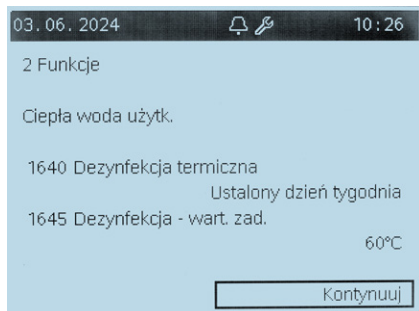 03.06.2024 10:26
2 Funkcje
Ciepła woda użytk.
1640 Dezynfekcja termiczna
Ustalony dzień tygodnia
1645 Dezynfekcja - wart. zad.
60°C
Kontynuuj